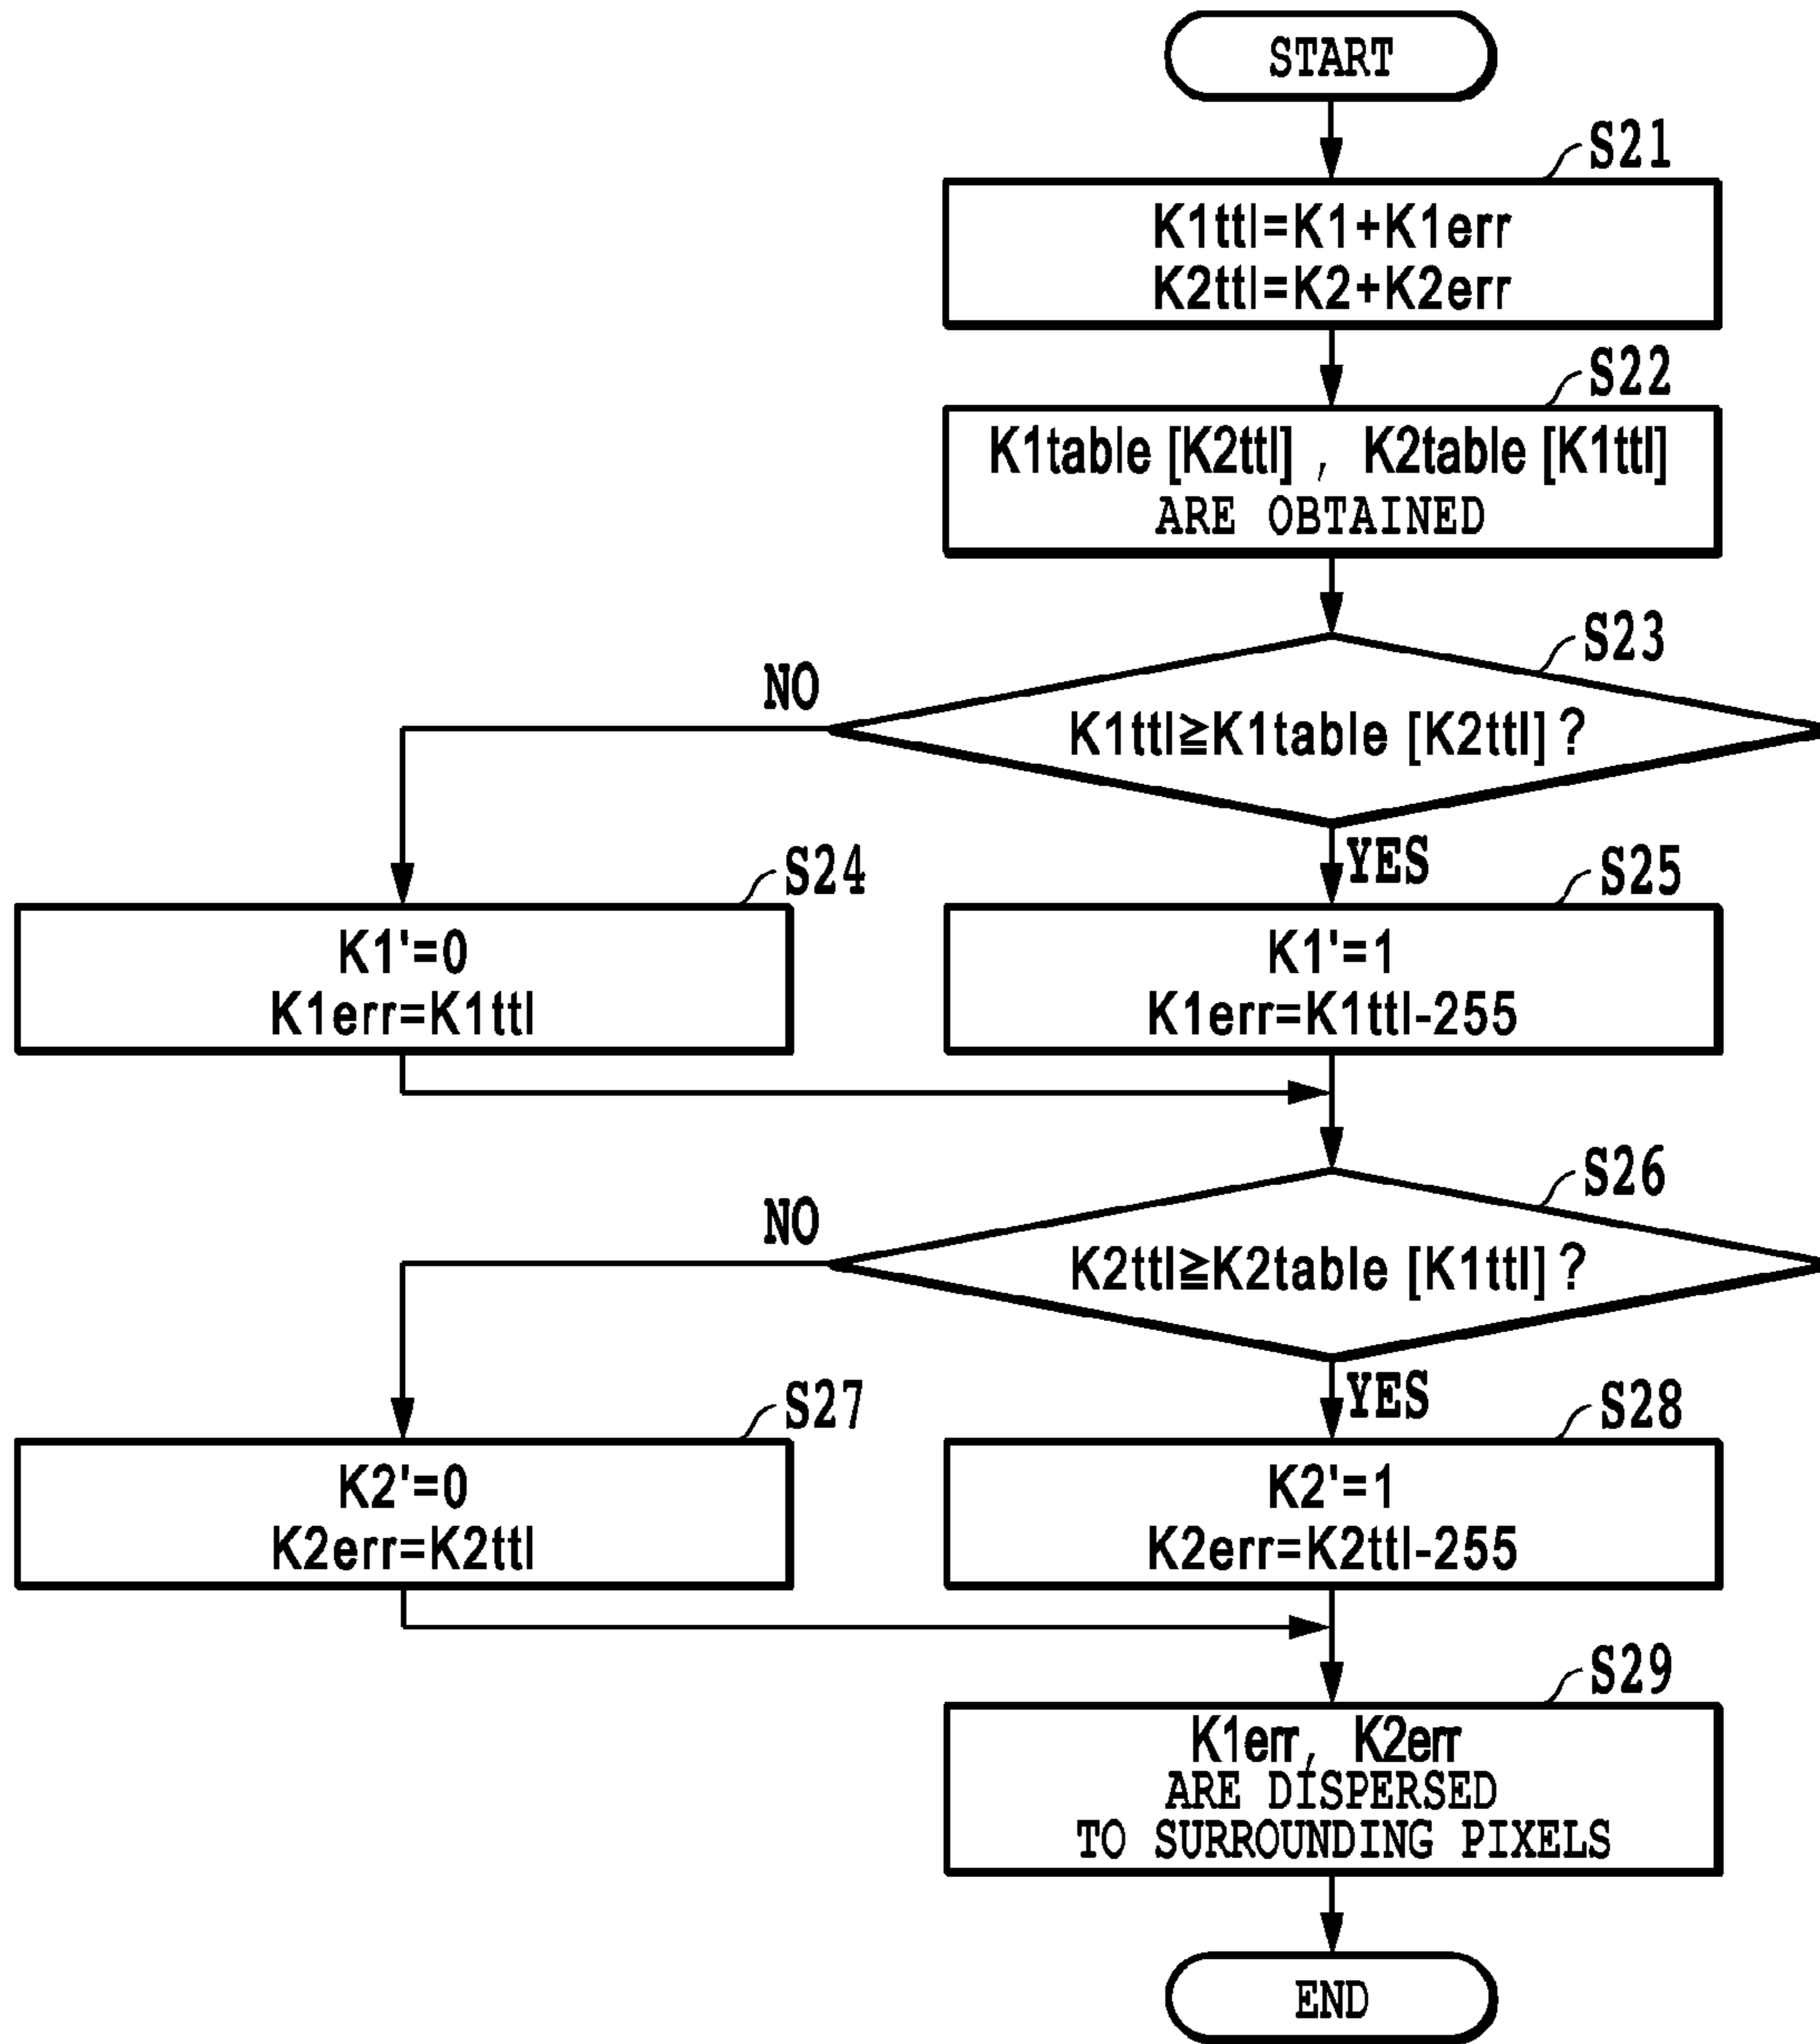 START
S21
K1ttl=K1+K1err
K2ttl=K2+K2err
S22
K1table [K2ttl] , K2table [K1ttl]
ARE OBTAINED
S23
NO
K1ttl≧K1table [K2ttl] ?
YES
S24
K1'=0
K1err=K1ttl
S25
K1'=1
K1err=K1ttl-255
S26
NO
K2ttl≧K2table [K1ttl] ?
YES
S27
K2'=0
K2err=K2ttl
S28
K2'=1
K2err=K2ttl-255
S29
K1err, K2err
ARE DISPERSED
TO SURROUNDING PIXELS
END